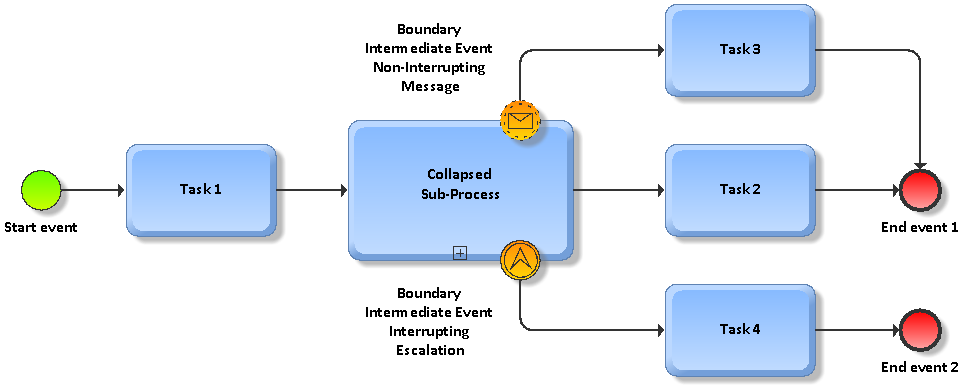 Boundary
Intermediate Event
Non-Interrupting
Message
Task 3
Start event
Task 1
Collapsed
Sub-Process
Task 2
End event 1
Boundary
Intermediate Event
Interrupting
Escalation
Task 4
End event 2